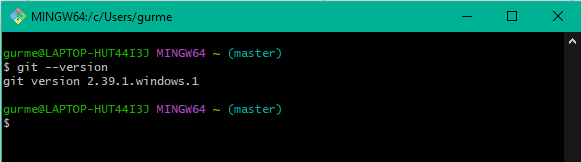 MINGW64:/c/Users/gurme
gurme@LAPTOP-HUT44I3J MINGW64 ~ (master)
$ git --version
git version 2.39.1.windows.1
gurme@LAPTOP-HUT44I3J MINGW64 ~ (master)
$